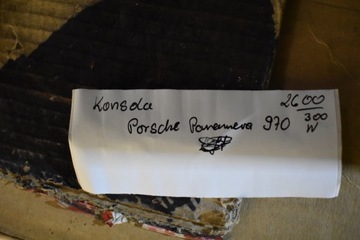 Konsola 2600
Porsche Panamera 970 300
W